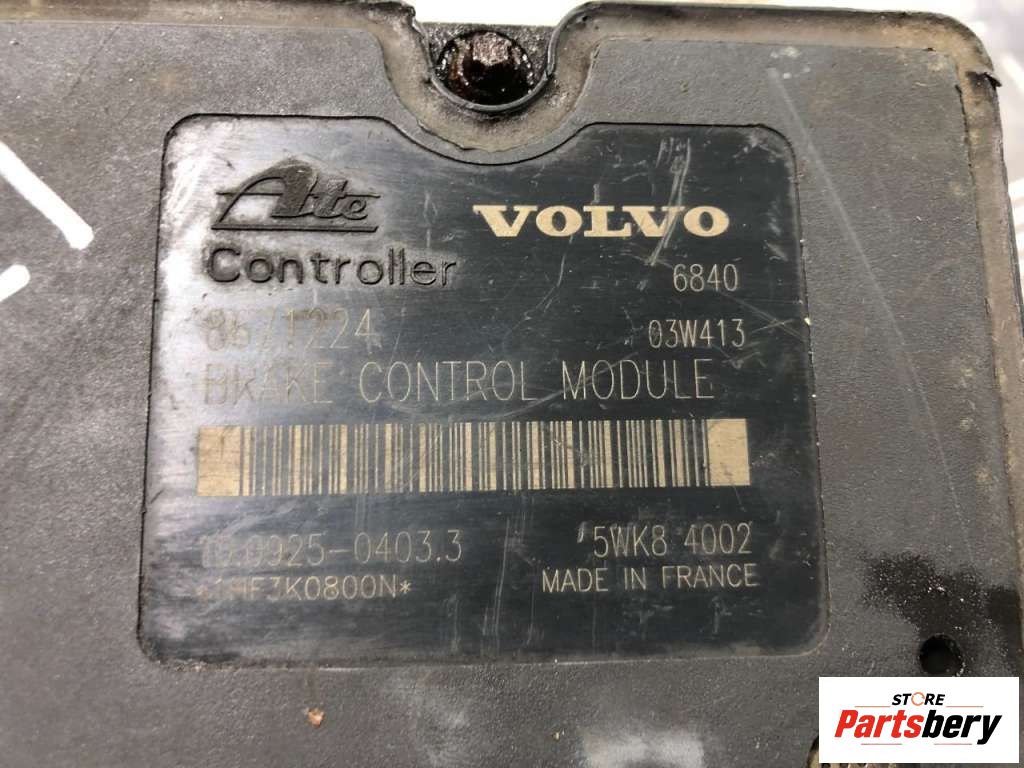 Ate VOLVO
Controller 6840
8671224 03W413
BRAKE CONTROL MODULE
10.0925-0403.3 5WK8 4002
MADE IN FRANCE
STORE
Partsbery